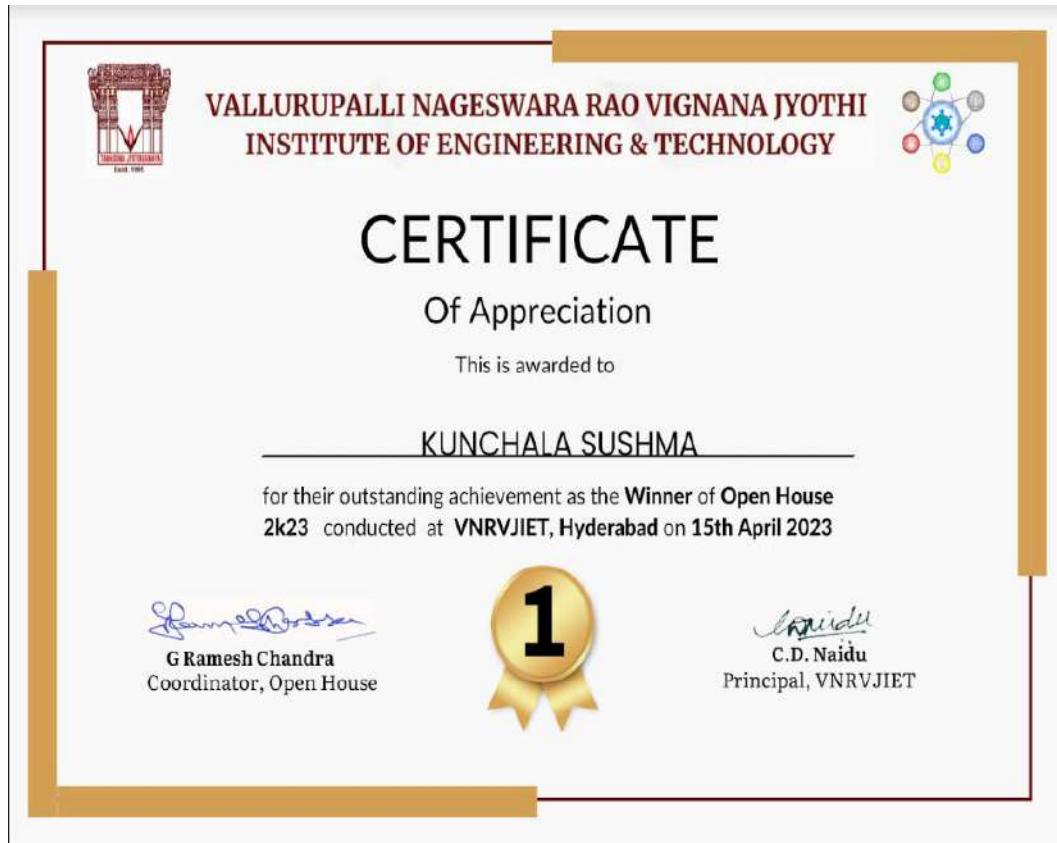 VALLURUPALLI NAGESWARA RAO VIGNANA JYOTHI
INSTITUTE OF ENGINEERING & TECHNOLOGY
Estd. 1995
CERTIFICATE
Of Appreciation
This is awarded to
KUNCHALA SUSHMA
for their outstanding achievement as the Winner of Open House
2k23 conducted at VNRVJIET, Hyderabad on 15th April 2023
1
G Ramesh Chandra
Coordinator, Open House
C.D. Naidu
Principal, VNRVJIET